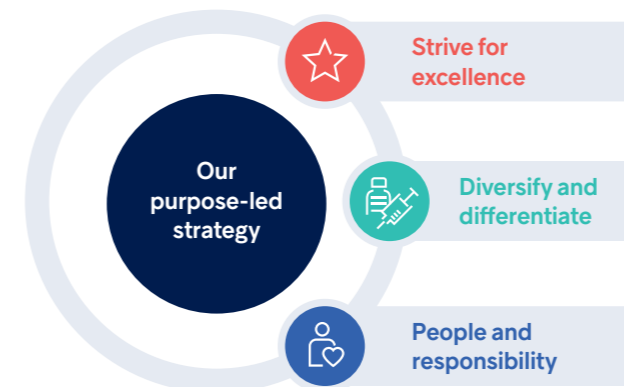 Our
purpose-led
strategy
Strive for
excellence
Diversify and
differentiate
People and
responsibility